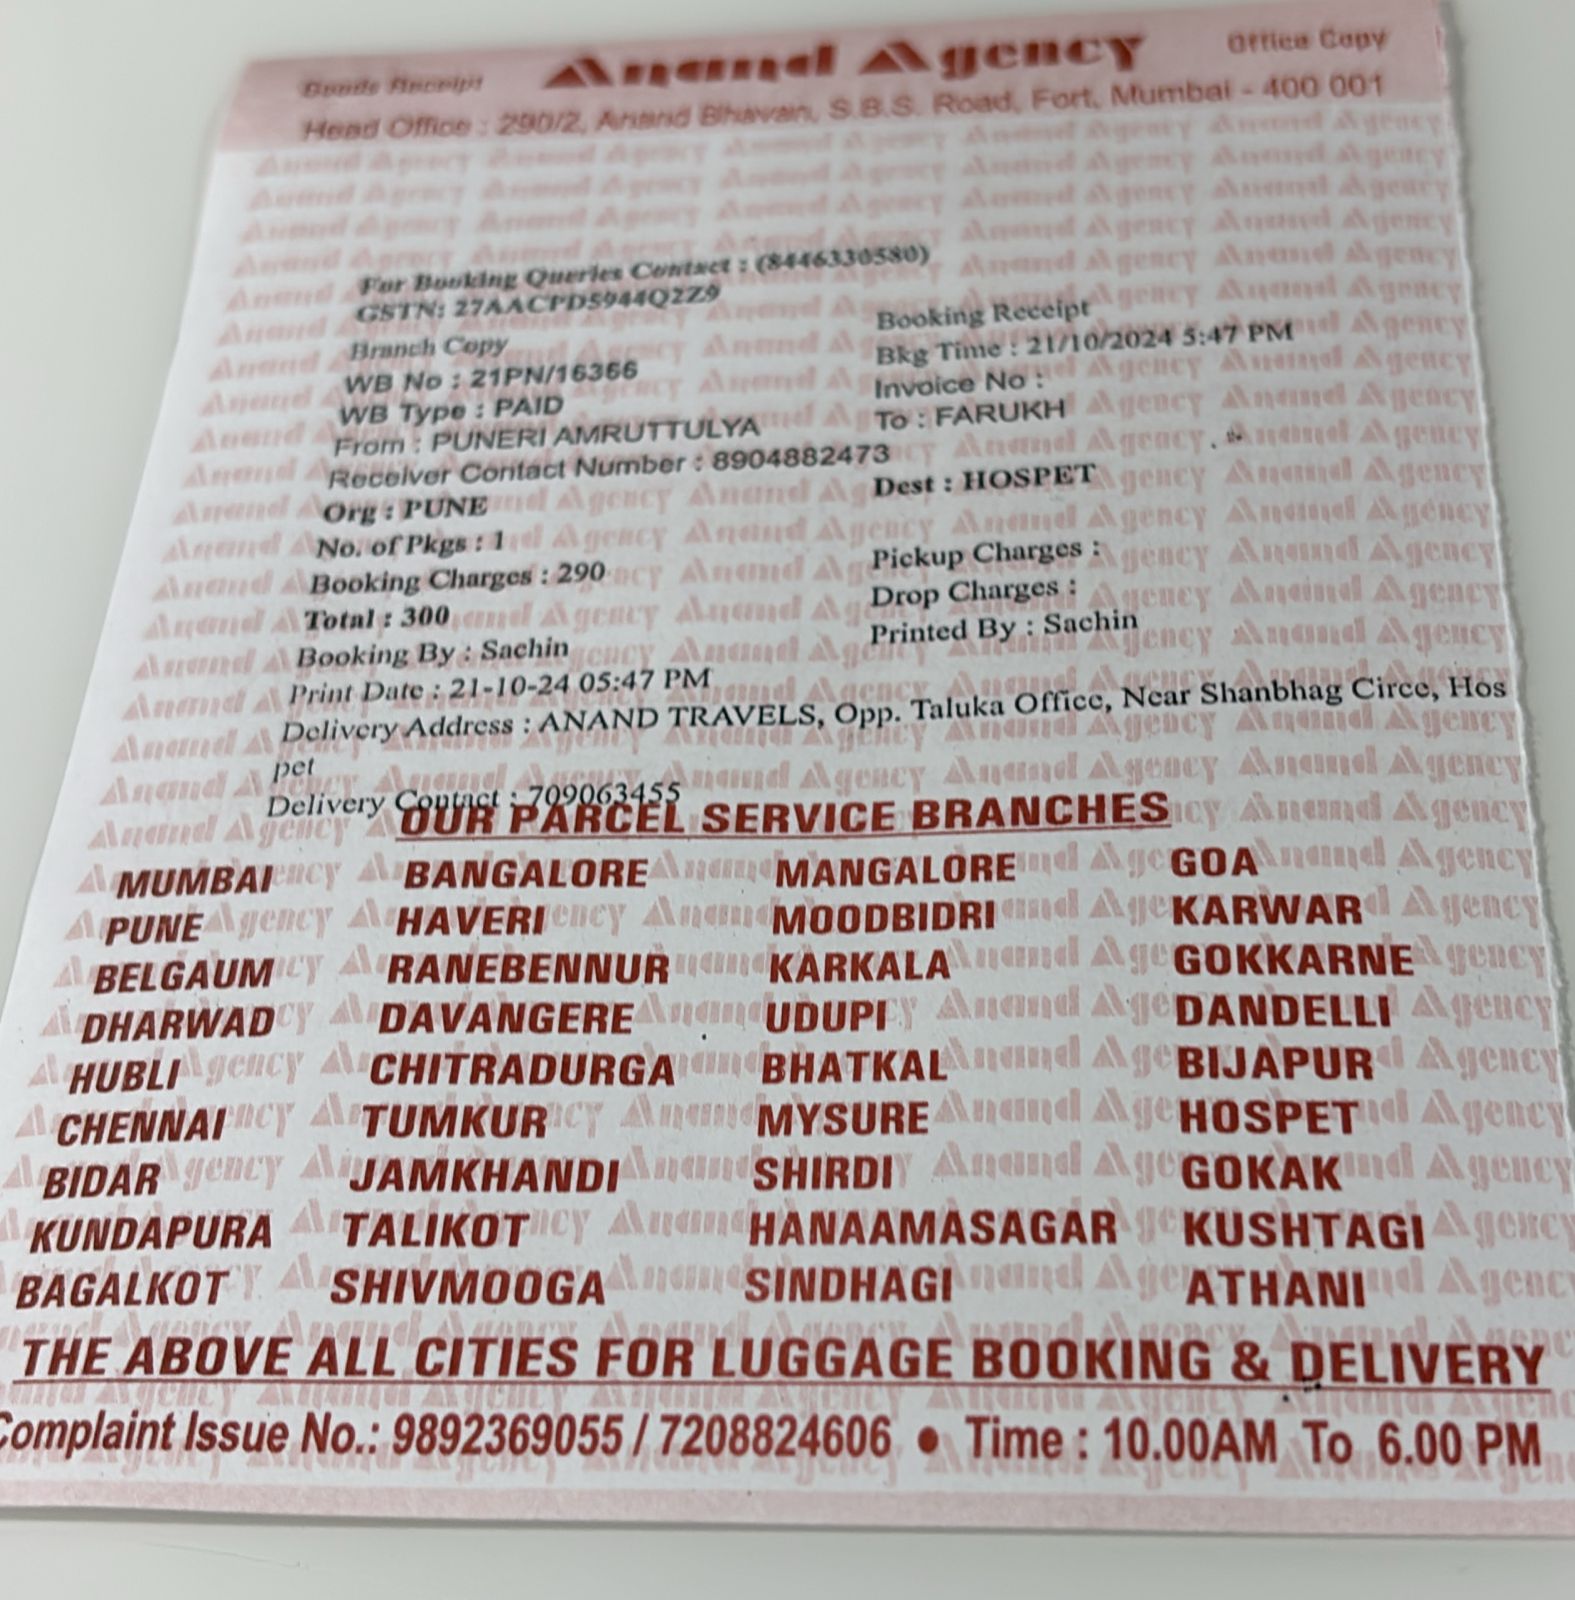 Goods Receipt Anand Agency Office Copy
Head Office : 290/2, Anand Bhavan, S.B.S. Road, Fort, Mumbai - 400 001
For Booking Queries Contact : (8446330580)
GSTN: 27AACPD5944Q2Z9
Branch Copy Booking Receipt
WB No : 21PN/16366 Bkg Time : 21/10/2024 5:47 PM
WB Type : PAID Invoice No :
From : PUNERI AMRUTTULYA To : FARUKH
Receiver Contact Number : 8904882473
Org : PUNE Dest : HOSPET
No. of Pkgs : 1
Booking Charges : 290 Pickup Charges :
Total : 300 Drop Charges :
Booking By : Sachin Printed By : Sachin
Print Date : 21-10-24 05:47 PM
Delivery Address : ANAND TRAVELS, Opp. Taluka Office, Near Shanbhag Circe, Hos
pet
Delivery Contact : 709063455
OUR PARCEL SERVICE BRANCHES
MUMBAI BANGALORE MANGALORE GOA
PUNE HAVERI MOODBIDRI KARWAR
BELGAUM RANEBENNUR KARKALA GOKKARNE
DHARWAD DAVANGERE UDUPI DANDELLI
HUBLI CHITRADURGA BHATKAL BIJAPUR
CHENNAI TUMKUR MYSURE HOSPET
BIDAR JAMKHANDI SHIRDI GOKAK
KUNDAPURA TALIKOT HANAAMASAGAR KUSHTAGI
BAGALKOT SHIVMOOGA SINDHAGI ATHANI
THE ABOVE ALL CITIES FOR LUGGAGE BOOKING & DELIVERY
Complaint Issue No.: 9892369055 / 7208824606 ● Time : 10.00AM To 6.00 PM